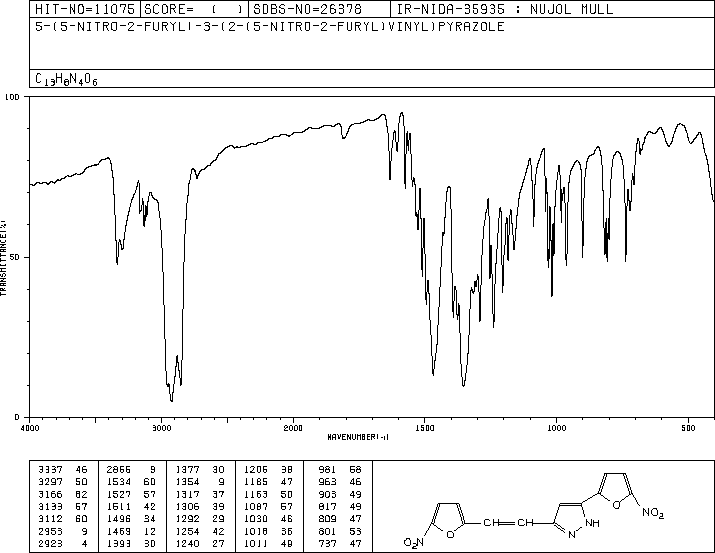 HIT-NO=11075 SCORE= ( ) SDBS-NO=26378 IR-NIDA-35935 : NUJOL MULL
5-(5-NITRO-2-FURYL)-3-(2-(5-NITRO-2-FURYL)VINYL)PYRAZOLE
C13H8N4O6
100
TRANSMITTANCE(%)
50
0
4000 3000 2000 1500 1000 500
WAVENUMBER(-1)
3337 46 2866 9 1377 30 1206 38 981 58
3297 50 1534 60 1354 9 1185 47 963 46
3166 62 1527 57 1317 37 1163 50 903 49
3133 57 1511 42 1306 39 1087 57 817 49
3112 60 1496 34 1292 29 1030 46 809 47
2953 9 1469 12 1254 42 1018 36 801 53
2923 4 1393 30 1240 27 1011 49 737 47
O NO2
O CH=CH N NH
O2N